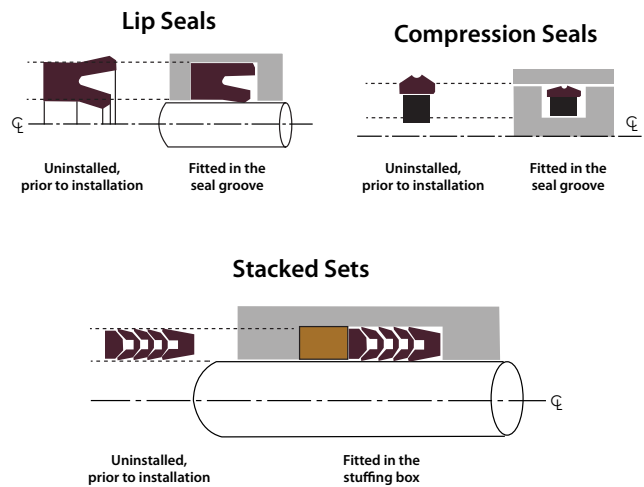 Lip Seals
℄
Uninstalled,
prior to installation
Fitted in the
seal groove
Compression Seals
℄
Uninstalled,
prior to installation
Fitted in the
seal groove
Stacked Sets
℄
Uninstalled,
prior to installation
Fitted in the
stuffing box